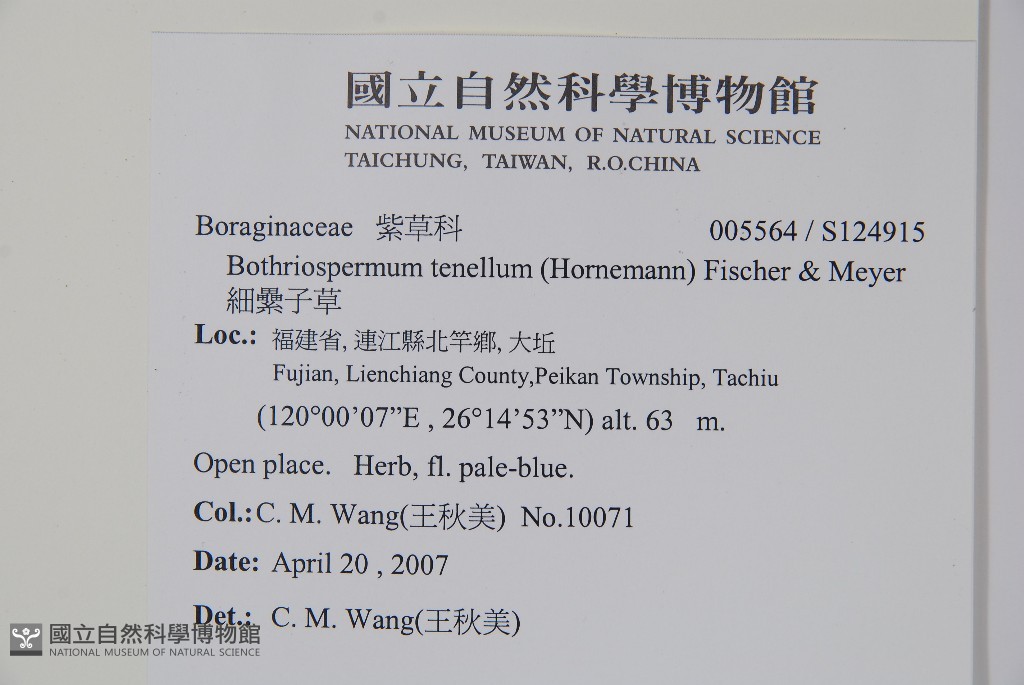 國立自然科學博物館
NATIONAL MUSEUM OF NATURAL SCIENCE
TAICHUNG, TAIWAN, R.O.CHINA
Boraginaceae 紫草科 005564 / S124915
Bothriospermum tenellum (Hornemann) Fischer & Meyer
細纍子草
Loc.: 福建省, 連江縣北竿鄉, 大坵
Fujian, Lienchiang County,Peikan Township, Tachiu
(120°00’07”E , 26°14’53”N) alt. 63 m.
Open place. Herb, fl. pale-blue.
Col.:C. M. Wang(王秋美) No.10071
Date: April 20 , 2007
Det.: C. M. Wang(王秋美)
國立自然科學博物館
NATIONAL MUSEUM OF NATURAL SCIENCE